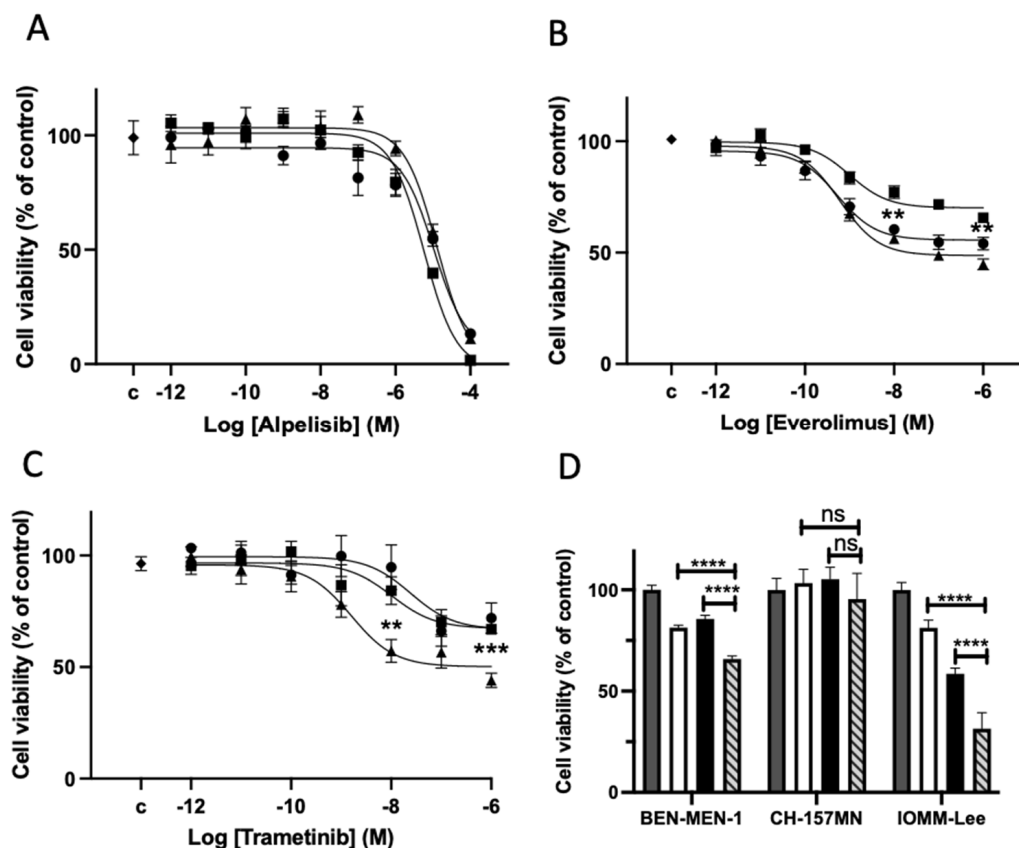 A
Cell viability (% of control)
100
50
0
c -12 -10 -8 -6 -4
Log [Alpelisib] (M)
B
Cell viability (% of control)
100
50
0
**
**
c -12 -10 -8 -6
Log [Everolimus] (M)
C
Cell viability (% of control)
100
50
0
**
***
c -12 -10 -8 -6
Log [Trametinib] (M)
D
Cell viability (% of control)
100
50
0
****
****
ns
ns
****
****
BEN-MEN-1 CH-157MN IOMM-Lee